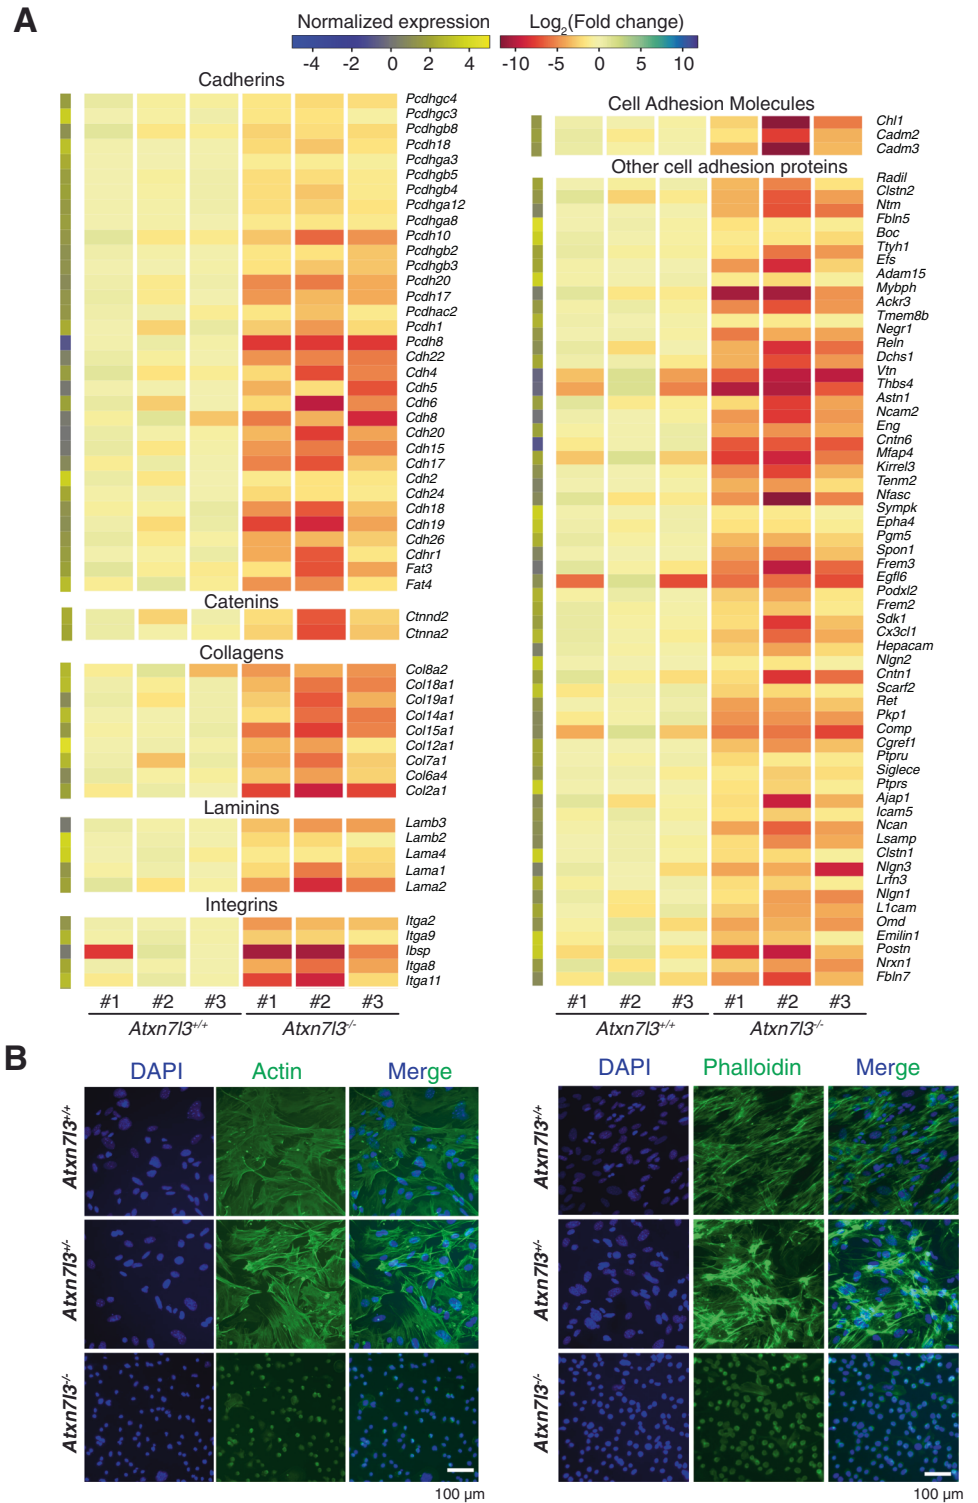 A
Normalized expression
-4 -2 0 2 4
Log2(Fold change)
-10 -5 0 5 10
Cadherins
Pcdhgc4
Pcdhgc3
Pcdhgb8
Pcdh18
Pcdhga3
Pcdhgb5
Pcdhgb4
Pcdhga12
Pcdhga8
Pcdh10
Pcdhgb2
Pcdhgb3
Pcdh20
Pcdh17
Pcdhac2
Pcdh1
Pcdh8
Cdh22
Cdh4
Cdh5
Cdh6
Cdh8
Cdh20
Cdh15
Cdh17
Cdh2
Cdh24
Cdh18
Cdh19
Cdh26
Cdhr1
Fat3
Fat4
Catenins
Ctnnd2
Ctnna2
Collagens
Col8a2
Col18a1
Col19a1
Col14a1
Col15a1
Col12a1
Col7a1
Col6a4
Col2a1
Laminins
Lamb3
Lamb2
Lama4
Lama1
Lama2
Integrins
Itga2
Itga9
Ibsp
Itga8
Itga11
#1 #2 #3 #1 #2 #3
Atxn7l3+/+ Atxn7l3-/-
Cell Adhesion Molecules
Chl1
Cadm2
Cadm3
Other cell adhesion proteins
Radil
Clstn2
Ntm
Fbln5
Boc
Ttyh1
Efs
Adam15
Mybph
Ackr3
Tmem8b
Negr1
Reln
Dchs1
Vtn
Thbs4
Astn1
Ncam2
Eng
Cntn6
Mfap4
Kirrel3
Tenm2
Nfasc
Sympk
Epha4
Pgm5
Spon1
Frem3
Egfl6
Podxl2
Frem2
Sdk1
Cx3cl1
Hepacam
Nlgn2
Cntn1
Scarf2
Ret
Pkp1
Comp
Cgref1
Ptpru
Siglece
Ptprs
Ajap1
Icam5
Ncan
Lsamp
Clstn1
Nlgn3
Lrfn3
Nlgn1
L1cam
Omd
Emilin1
Postn
Nrxn1
Fbln7
#1 #2 #3 #1 #2 #3
Atxn7l3+/+ Atxn7l3-/-
B
DAPI Actin Merge
Atxn7l3+/+
Atxn7l3+/-
Atxn7l3-/-
100 µm
DAPI Phalloidin Merge
Atxn7l3+/+
Atxn7l3+/-
Atxn7l3-/-
100 µm